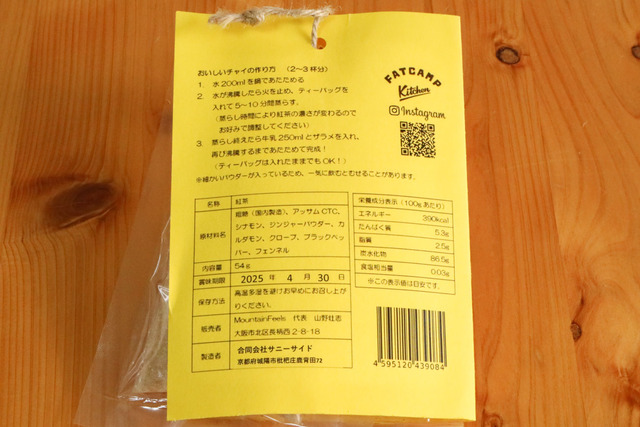 おいしいチャイの作り方　（2～3杯分）
1. 水200mlを鍋であたためる
2. 水が沸騰したら火を止め、ティーバッグを
入れて5～10分間蒸らす。
（蒸らし時間により紅茶の濃さが変わるので
お好みで調整してください）
3. 蒸らし終えたら牛乳250mlとザラメを入れ、
再び沸騰するまであたためて完成！
（ティーバッグは入れたままでもOK！）
※細かいパウダーが入っているため、一気に飲むとむせることがあります。
FATCAMP
Kitchen
Instagram
名称 紅茶
原材料名 粗糖（国内製造）、アッサムCTC、
シナモン、ジンジャーパウダー、カ
ルダモン、クローブ、ブラックペッ
パー、フェンネル
内容量 54g
賞味期限 2025 年 4 月 30 日
保存方法 高温多湿を避けお早めにお召し上が
りください。
販売者 MountainFeels 代表 山野壮志
大阪市北区長柄西2-8-18
製造者 合同会社サニーサイド
京都府城陽市枇杷庄鹿背田72
栄養成分表示（100gあたり）
エネルギー 390kcal
たんぱく質 5.3g
脂質 2.5g
炭水化物 86.5g
食塩相当量 0.03g
※この表示値は目安です。
4595120439084